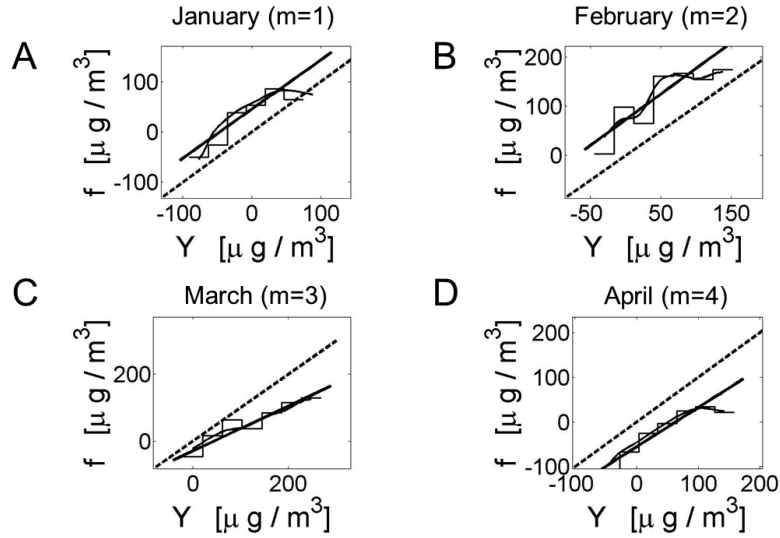 January (m=1)
February (m=2)
A
B
f [μ g / m³]
100
0
-100
-100
0
100
Y [μ g / m³]
f [μ g / m³]
200
100
0
-50
50
150
Y [μ g / m³]
March (m=3)
April (m=4)
C
D
f [μ g / m³]
200
0
0
200
Y [μ g / m³]
f [μ g / m³]
200
100
0
-100
-100
0
100
200
Y [μ g / m³]